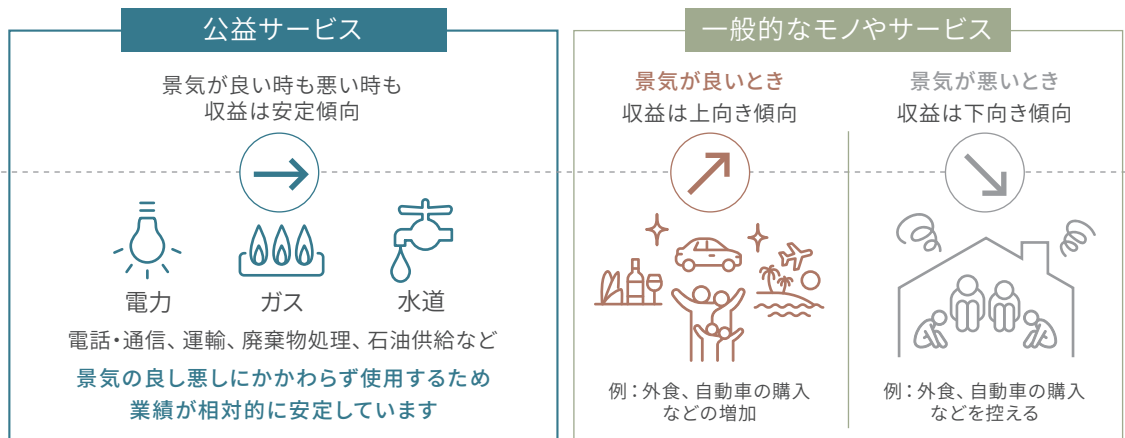 公益サービス
景気が良い時も悪い時も
収益は安定傾向
電力
ガス
水道
電話・通信、運輸、廃棄物処理、石油供給など
景気の良し悪しにかかわらず使用するため
業績が相対的に安定しています
一般的なモノやサービス
景気が良いとき
収益は上向き傾向
例：外食、自動車の購入
などの増加
景気が悪いとき
収益は下向き傾向
例：外食、自動車の購入
などを控える